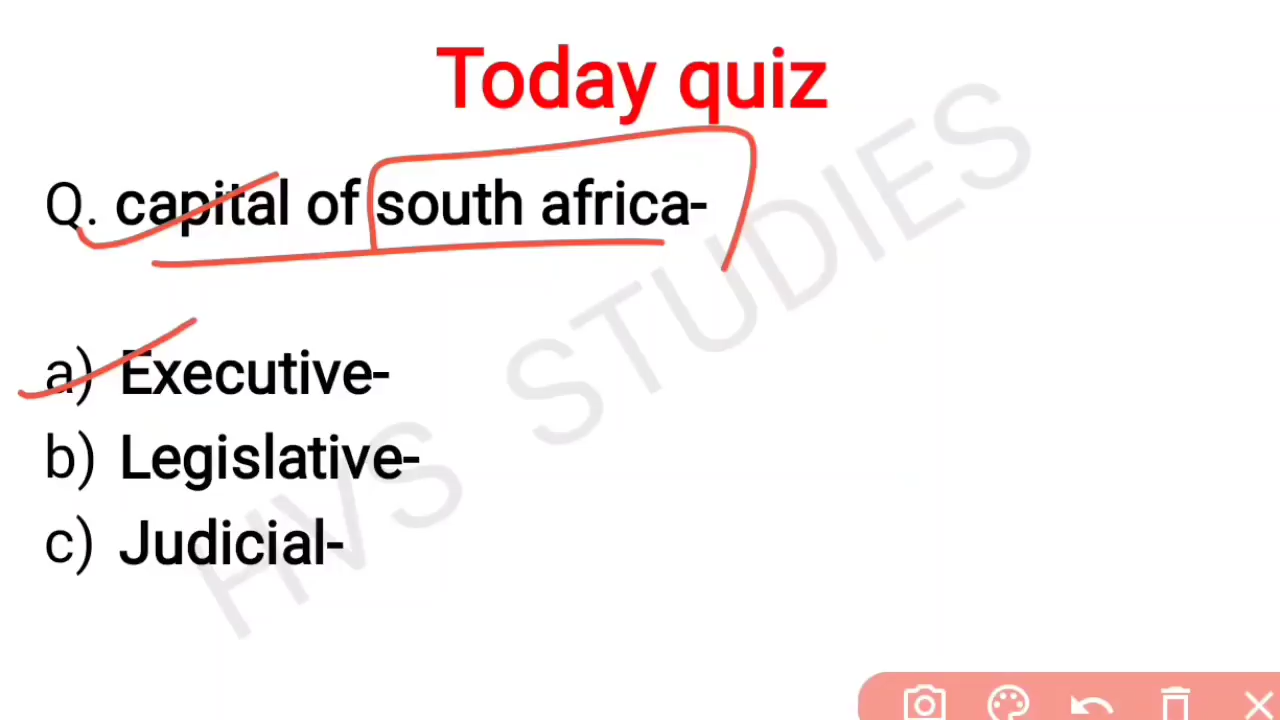 Today quiz
Q. capital of south africa-
a) Executive-
b) Legislative-
c) Judicial-
HVS STUDIES